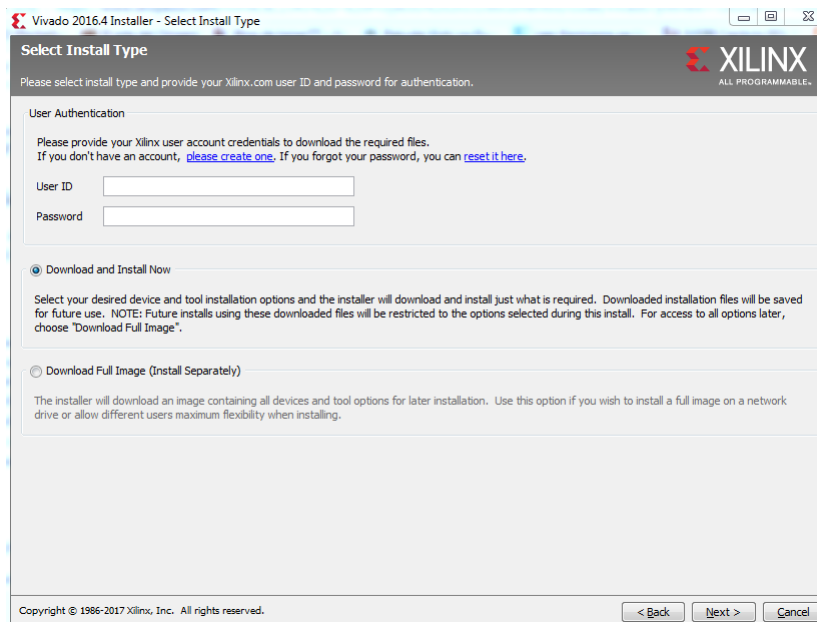 Vivado 2016.4 Installer - Select Install Type
Select Install Type
XILINX
ALL PROGRAMMABLE.
Please select install type and provide your Xilinx.com user ID and password for authentication.
User Authentication
Please provide your Xilinx user account credentials to download the required files.
If you don't have an account, please create one. If you forgot your password, you can reset it here.
User ID
Password
Download and Install Now
Select your desired device and tool installation options and the installer will download and install just what is required. Downloaded installation files will be saved
for future use. NOTE: Future installs using these downloaded files will be restricted to the options selected during this install. For access to all options later,
choose "Download Full Image".
Download Full Image (Install Separately)
The installer will download an image containing all devices and tool options for later installation. Use this option if you wish to install a full image on a network
drive or allow different users maximum flexibility when installing.
Copyright © 1986-2017 Xilinx, Inc. All rights reserved.
< Back
Next >
Cancel